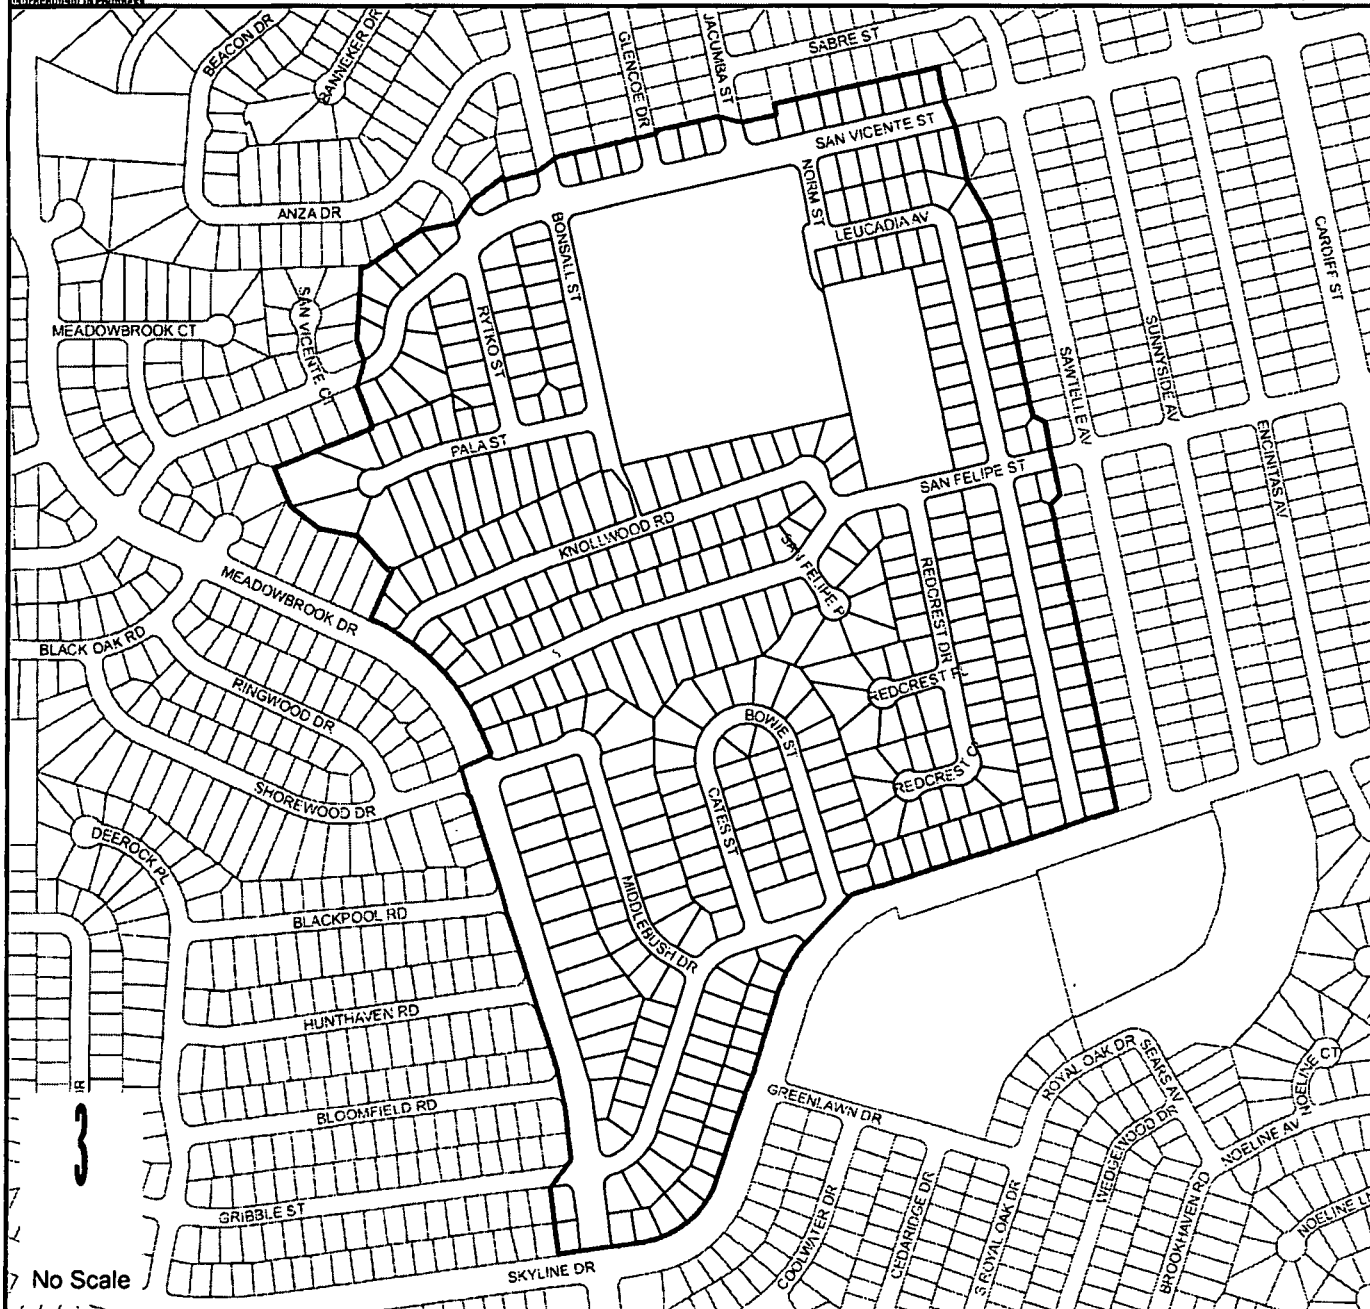 BEACON DR
BANNEKER DR
GLENCOE DR
JACUMBA ST
SABRE ST
SAN VICENTE ST
NORM ST
LEUCADIA AV
ANZA DR
BONSALL ST
CARDIFF ST
SAN VICENTE CT
MEADOWBROOK CT
RYTKO ST
SAWTELLE AV
SUNNYSIDE AV
ENCINITAS AV
PALA ST
SAN FELIPE ST
KNOLLWOOD RD
SAN FELIPE P
MEADOWBROOK DR
REDCREST DR
BLACK OAK RD
RINGWOOD DR
REDCREST PL
BOWIE ST
REDCREST C
SHOREWOOD DR
CATES ST
DEEROCK PL
MIDDLEBUSH DR
BLACKPOOL RD
HUNTHAVEN RD
BLOOMFIELD RD
GREENLAWN DR
ROYAL OAK DR
SEARS AV
NOELINE CT
WEDGEWOOD DR
NOELINE AV
3
GRIBBLE ST
COOLWATER DR
CEDARIDGE DR
S ROYAL OAK DR
BROOKHAVEN RD
NOELINE L
SKYLINE DR
No Scale